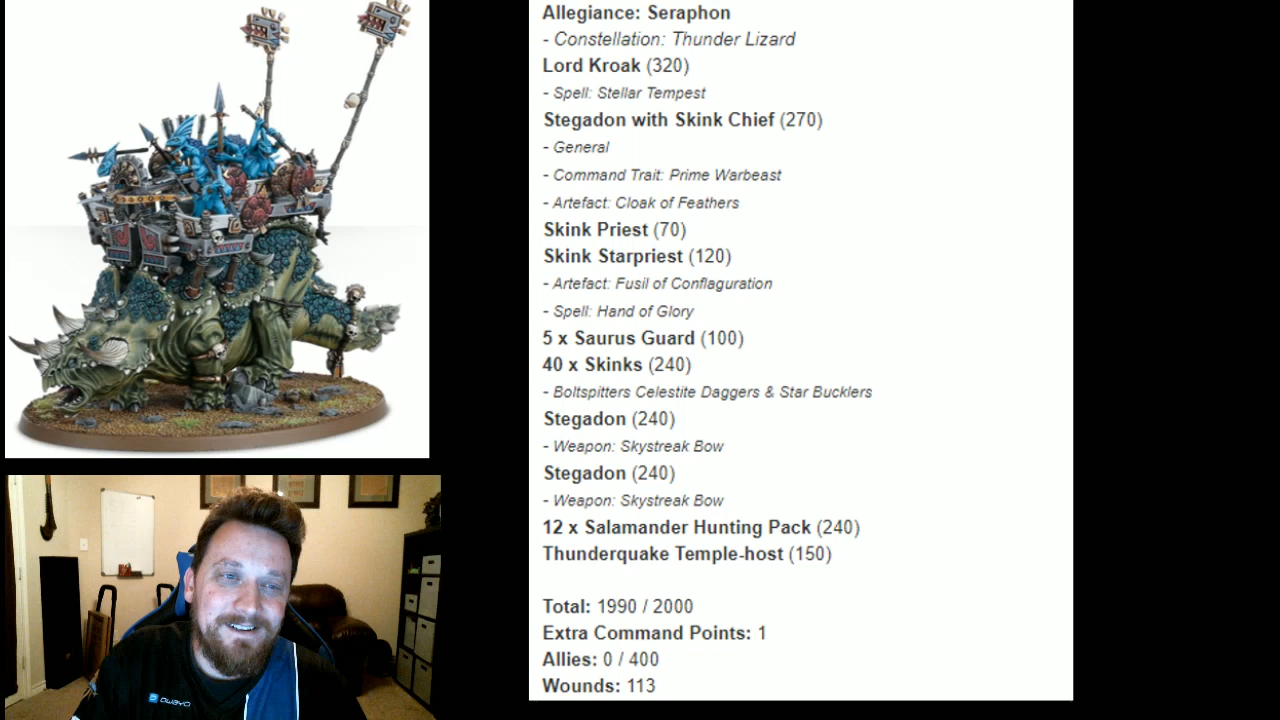 Allegiance: Seraphon
- Constellation: Thunder Lizard
Lord Kroak (320)
- Spell: Stellar Tempest
Stegadon with Skink Chief (270)
- General
- Command Trait: Prime Warbeast
- Artefact: Cloak of Feathers
Skink Priest (70)
Skink Starpriest (120)
- Artefact: Fusil of Conflaguration
- Spell: Hand of Glory
5 x Saurus Guard (100)
40 x Skinks (240)
- Boltspitters Celestite Daggers & Star Bucklers
Stegadon (240)
- Weapon: Skystreak Bow
Stegadon (240)
- Weapon: Skystreak Bow
12 x Salamander Hunting Pack (240)
Thunderquake Temple-host (150)
Total: 1990 / 2000
Extra Command Points: 1
Allies: 0 / 400
Wounds: 113
owayo